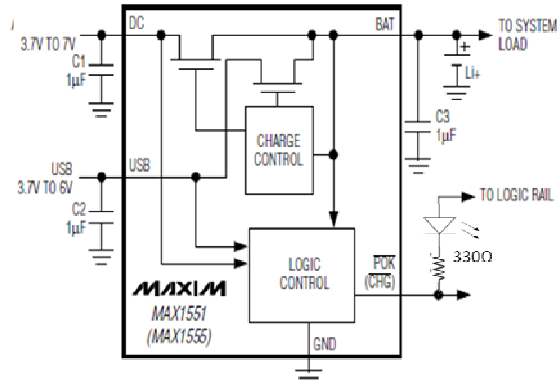 DC
BAT
TO SYSTEM
LOAD
3.7V TO 7V
C1
1µF
+
Li+
C3
1µF
CHARGE
CONTROL
USB
3.7V TO 6V
USB
C2
1µF
TO LOGIC RAIL
330Ω
LOGIC
CONTROL
POK
(CHG)
MAXIM
MAX1551
(MAX1555)
GND